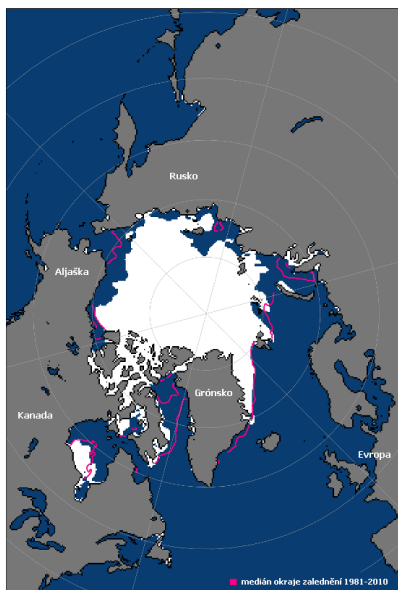 Rusko
Aljaška
Grónsko
Kanada
Evropa
medián okraje zalednění 1981-2010